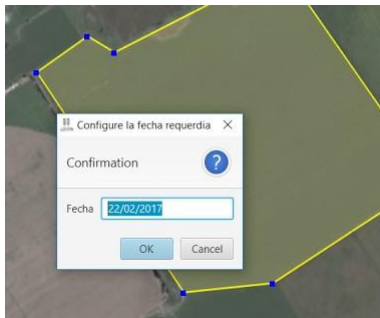 Configure la fecha requerdia
Confirmation
Fecha 22/02/2017
OK Cancel